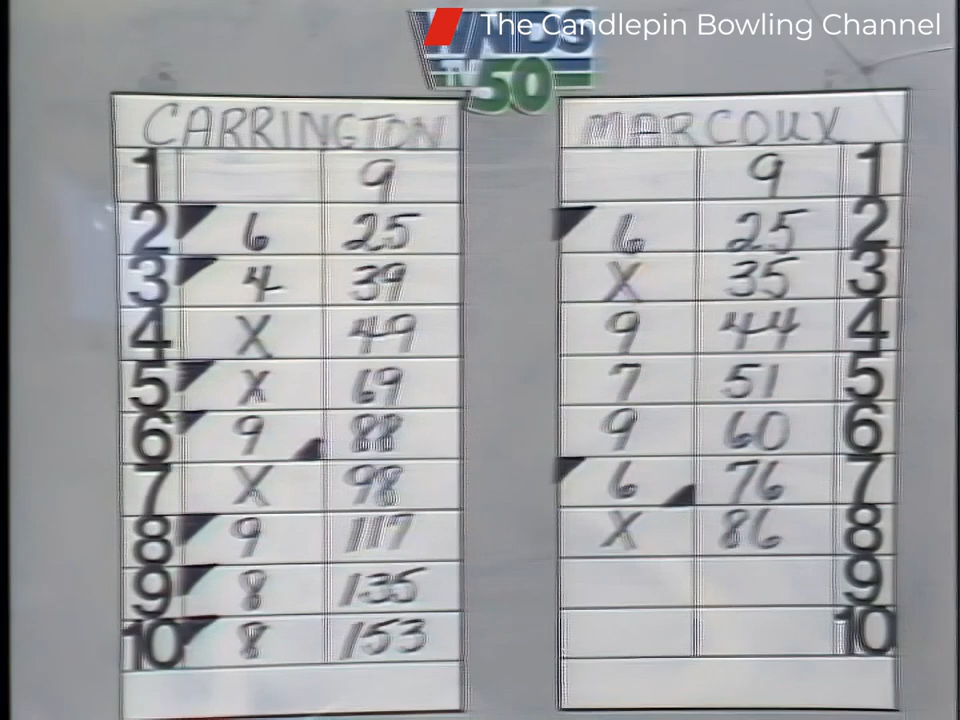 The Candlepin Bowling Channel
WNDS
TV 50
CARRINGTON
1 9
2 6 25
3 4 39
4 X 49
5 X 69
6 9 88
7 X 98
8 9 117
9 8 135
10 8 153
MARCOUX
9 1
6 25 2
X 35 3
9 44 4
7 51 5
9 60 6
6 76 7
X 86 8
9
10